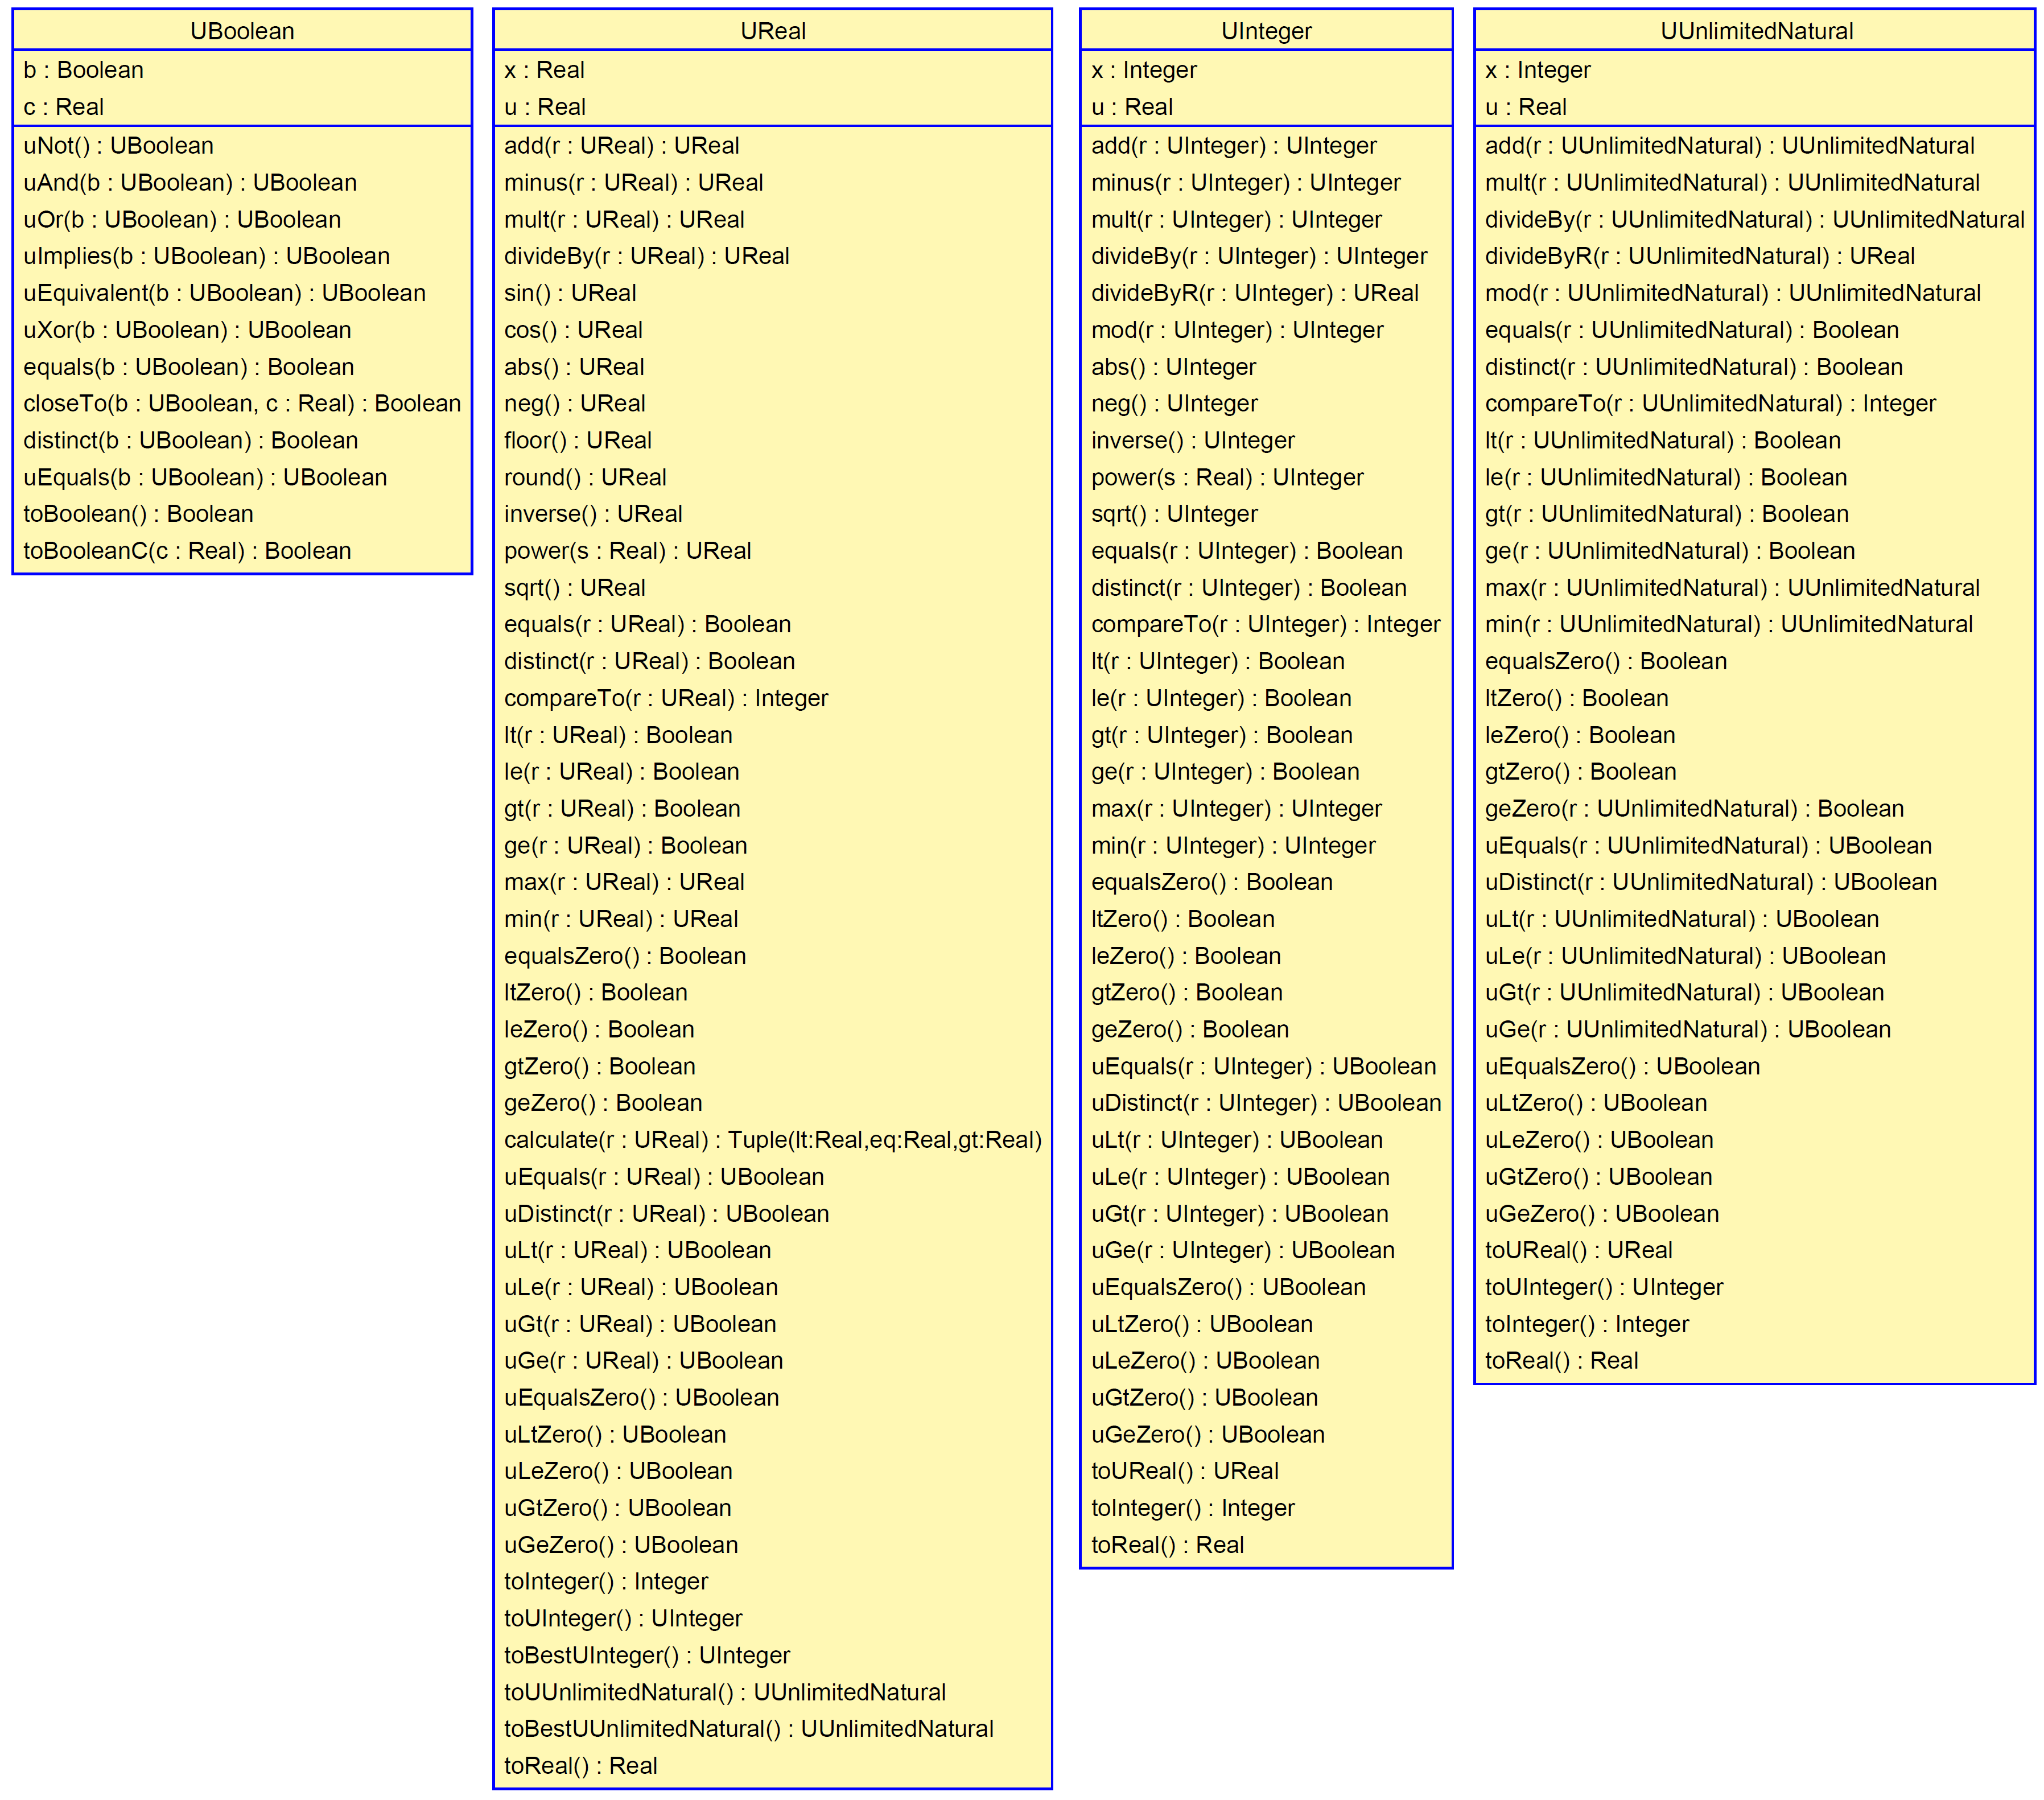 UBoolean
b : Boolean
c : Real
uNot() : UBoolean
uAnd(b : UBoolean) : UBoolean
uOr(b : UBoolean) : UBoolean
uImplies(b : UBoolean) : UBoolean
uEquivalent(b : UBoolean) : UBoolean
uXor(b : UBoolean) : UBoolean
equals(b : UBoolean) : Boolean
closeTo(b : UBoolean, c : Real) : Boolean
distinct(b : UBoolean) : Boolean
uEquals(b : UBoolean) : UBoolean
toBoolean() : Boolean
toBooleanC(c : Real) : Boolean
UReal
x : Real
u : Real
add(r : UReal) : UReal
minus(r : UReal) : UReal
mult(r : UReal) : UReal
divideBy(r : UReal) : UReal
sin() : UReal
cos() : UReal
abs() : UReal
neg() : UReal
floor() : UReal
round() : UReal
inverse() : UReal
power(s : Real) : UReal
sqrt() : UReal
equals(r : UReal) : Boolean
distinct(r : UReal) : Boolean
compareTo(r : UReal) : Integer
lt(r : UReal) : Boolean
le(r : UReal) : Boolean
gt(r : UReal) : Boolean
ge(r : UReal) : Boolean
max(r : UReal) : UReal
min(r : UReal) : UReal
equalsZero() : Boolean
ltZero() : Boolean
leZero() : Boolean
gtZero() : Boolean
geZero() : Boolean
calculate(r : UReal) : Tuple(lt:Real,eq:Real,gt:Real)
uEquals(r : UReal) : UBoolean
uDistinct(r : UReal) : UBoolean
uLt(r : UReal) : UBoolean
uLe(r : UReal) : UBoolean
uGt(r : UReal) : UBoolean
uGe(r : UReal) : UBoolean
uEqualsZero() : UBoolean
uLtZero() : UBoolean
uLeZero() : UBoolean
uGtZero() : UBoolean
uGeZero() : UBoolean
toInteger() : Integer
toUInteger() : UInteger
toBestUInteger() : UInteger
toUUnlimitedNatural() : UUnlimitedNatural
toBestUUnlimitedNatural() : UUnlimitedNatural
toReal() : Real
UInteger
x : Integer
u : Real
add(r : UInteger) : UInteger
minus(r : UInteger) : UInteger
mult(r : UInteger) : UInteger
divideBy(r : UInteger) : UInteger
divideByR(r : UInteger) : UReal
mod(r : UInteger) : UInteger
abs() : UInteger
neg() : UInteger
inverse() : UInteger
power(s : Real) : UInteger
sqrt() : UInteger
equals(r : UInteger) : Boolean
distinct(r : UInteger) : Boolean
compareTo(r : UInteger) : Integer
lt(r : UInteger) : Boolean
le(r : UInteger) : Boolean
gt(r : UInteger) : Boolean
ge(r : UInteger) : Boolean
max(r : UInteger) : UInteger
min(r : UInteger) : UInteger
equalsZero() : Boolean
ltZero() : Boolean
leZero() : Boolean
gtZero() : Boolean
geZero() : Boolean
uEquals(r : UInteger) : UBoolean
uDistinct(r : UInteger) : UBoolean
uLt(r : UInteger) : UBoolean
uLe(r : UInteger) : UBoolean
uGt(r : UInteger) : UBoolean
uGe(r : UInteger) : UBoolean
uEqualsZero() : UBoolean
uLtZero() : UBoolean
uLeZero() : UBoolean
uGtZero() : UBoolean
uGeZero() : UBoolean
toUReal() : UReal
toInteger() : Integer
toReal() : Real
UUnlimitedNatural
x : Integer
u : Real
add(r : UUnlimitedNatural) : UUnlimitedNatural
mult(r : UUnlimitedNatural) : UUnlimitedNatural
divideBy(r : UUnlimitedNatural) : UUnlimitedNatural
divideByR(r : UUnlimitedNatural) : UReal
mod(r : UUnlimitedNatural) : UUnlimitedNatural
equals(r : UUnlimitedNatural) : Boolean
distinct(r : UUnlimitedNatural) : Boolean
compareTo(r : UUnlimitedNatural) : Integer
lt(r : UUnlimitedNatural) : Boolean
le(r : UUnlimitedNatural) : Boolean
gt(r : UUnlimitedNatural) : Boolean
ge(r : UUnlimitedNatural) : Boolean
max(r : UUnlimitedNatural) : UUnlimitedNatural
min(r : UUnlimitedNatural) : UUnlimitedNatural
equalsZero() : Boolean
ltZero() : Boolean
leZero() : Boolean
gtZero() : Boolean
geZero(r : UUnlimitedNatural) : Boolean
uEquals(r : UUnlimitedNatural) : UBoolean
uDistinct(r : UUnlimitedNatural) : UBoolean
uLt(r : UUnlimitedNatural) : UBoolean
uLe(r : UUnlimitedNatural) : UBoolean
uGt(r : UUnlimitedNatural) : UBoolean
uGe(r : UUnlimitedNatural) : UBoolean
uEqualsZero() : UBoolean
uLtZero() : UBoolean
uLeZero() : UBoolean
uGtZero() : UBoolean
uGeZero() : UBoolean
toUReal() : UReal
toUInteger() : UInteger
toInteger() : Integer
toReal() : Real